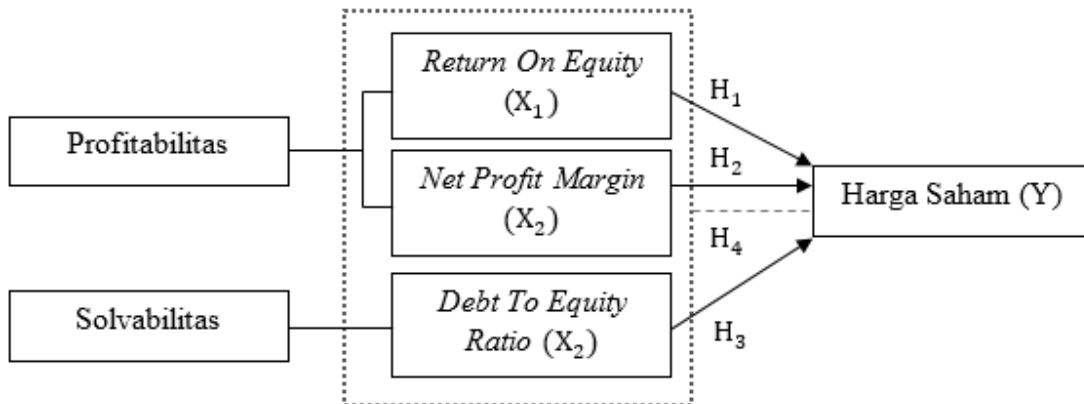 Return On Equity
(X₁)
H₁
Profitabilitas
Net Profit Margin
(X₂)
H₂
Harga Saham (Y)
H₄
Solvabilitas
Debt To Equity
Ratio (X₂)
H₃